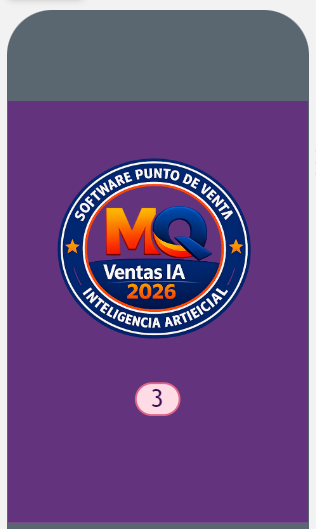 SOFTWARE PUNTO DE VENTA
MQ
Ventas IA
2026
INTELIGENCIA ARTIEICIAL
3